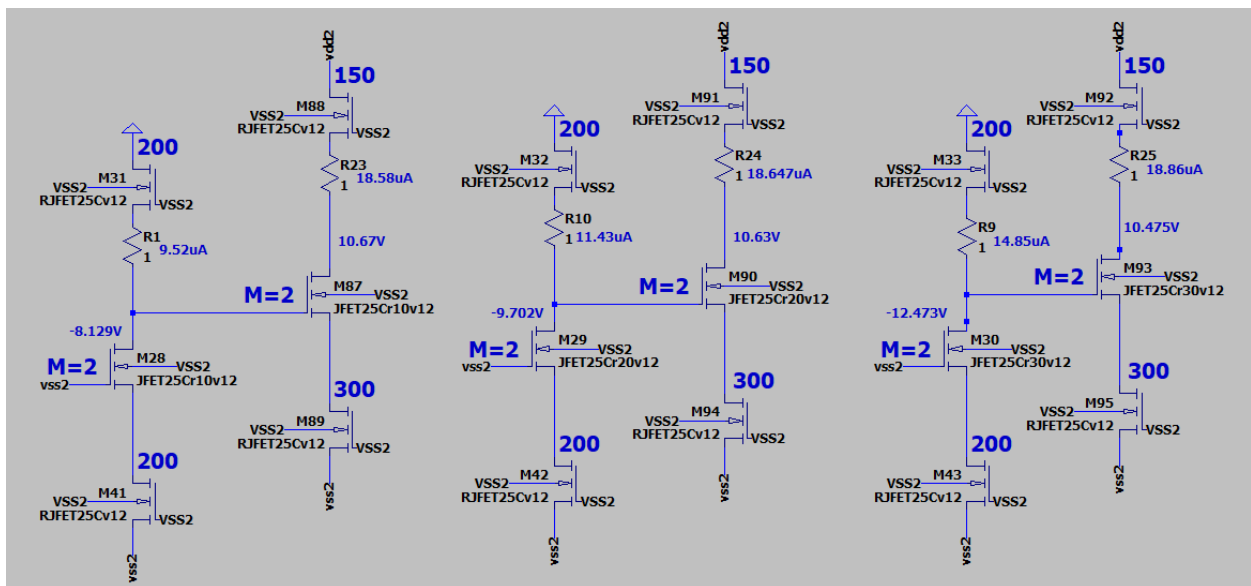 vdd2
150
M88
VSS2
RJFET25Cv12
VSS2
200
M31
VSS2
RJFET25Cv12
VSS2
R23
1
18.58uA
R1
1
9.52uA
10.67V
M=2
M87
VSS2
JFET25Cr10v12
-8.129V
M=2
M28
VSS2
vss2
JFET25Cr10v12
300
M89
VSS2
RJFET25Cv12
VSS2
200
M41
VSS2
RJFET25Cv12
VSS2
vss2
vss2
vdd2
150
M91
VSS2
RJFET25Cv12
VSS2
200
M32
VSS2
RJFET25Cv12
VSS2
R24
1
18.647uA
R10
1
11.43uA
10.63V
M=2
M90
VSS2
JFET25Cr20v12
-9.702V
M=2
M29
VSS2
vss2
JFET25Cr20v12
300
M94
VSS2
RJFET25Cv12
VSS2
200
M42
VSS2
RJFET25Cv12
VSS2
vss2
vss2
vdd2
150
M92
VSS2
RJFET25Cv12
VSS2
200
M33
VSS2
RJFET25Cv12
VSS2
R25
1
18.86uA
R9
1
14.85uA
10.475V
M=2
M93
VSS2
JFET25Cr30v12
-12.473V
M=2
M30
VSS2
vss2
JFET25Cr30v12
300
M95
VSS2
RJFET25Cv12
VSS2
200
M43
VSS2
RJFET25Cv12
VSS2
vss2
vss2